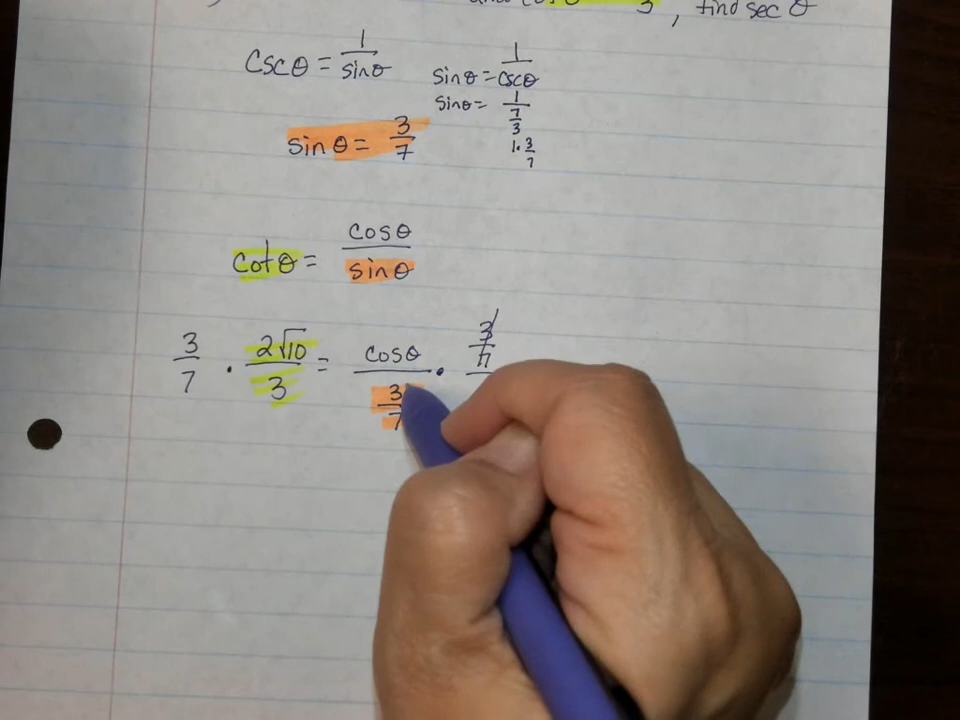 3 , find sec θ
csc θ = 1/sin θ
sin θ = 1/csc θ
sin θ = 1/(7/3)
1 · 3/7
sin θ = 3/7
cot θ = cos θ/sin θ
3/7 · 2√10/3 = cos θ/(3/7) · 3/7